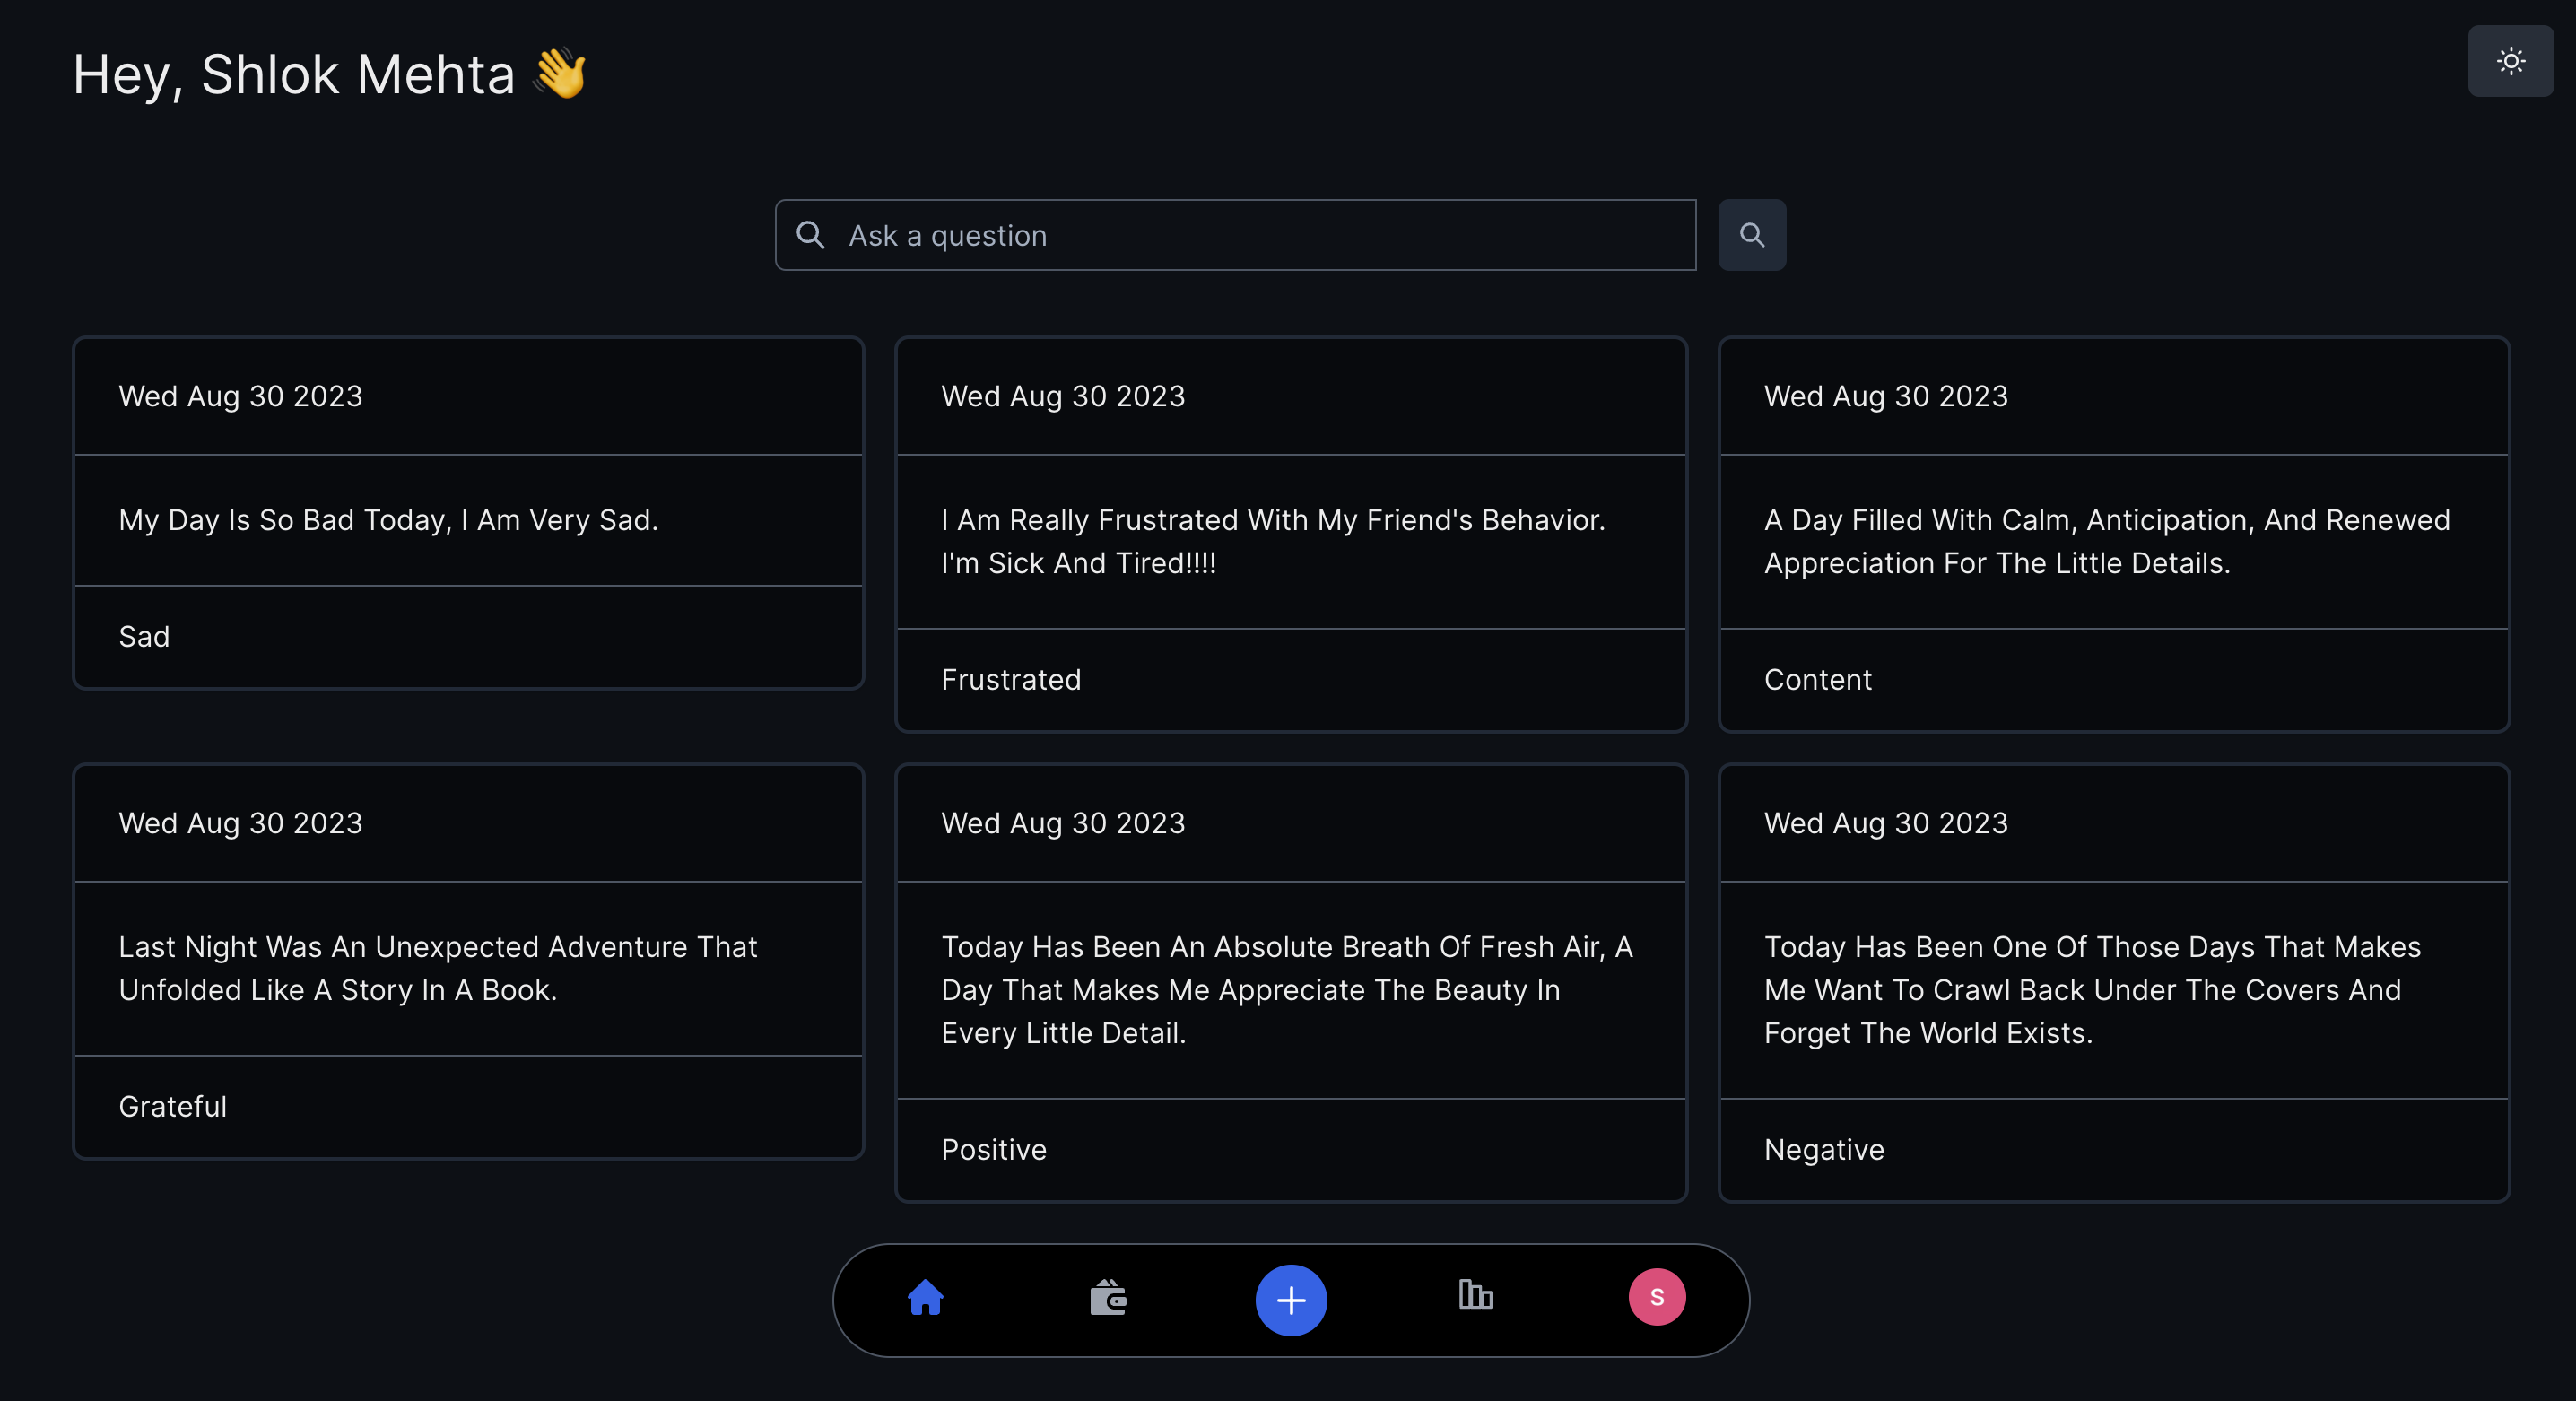 Hey, Shlok Mehta 👋
Ask a question
Wed Aug 30 2023
My Day Is So Bad Today, I Am Very Sad.
Sad
Wed Aug 30 2023
I Am Really Frustrated With My Friend's Behavior.
I'm Sick And Tired!!!!
Frustrated
Wed Aug 30 2023
A Day Filled With Calm, Anticipation, And Renewed
Appreciation For The Little Details.
Content
Wed Aug 30 2023
Last Night Was An Unexpected Adventure That
Unfolded Like A Story In A Book.
Grateful
Wed Aug 30 2023
Today Has Been An Absolute Breath Of Fresh Air, A
Day That Makes Me Appreciate The Beauty In
Every Little Detail.
Positive
Wed Aug 30 2023
Today Has Been One Of Those Days That Makes
Me Want To Crawl Back Under The Covers And
Forget The World Exists.
Negative
S